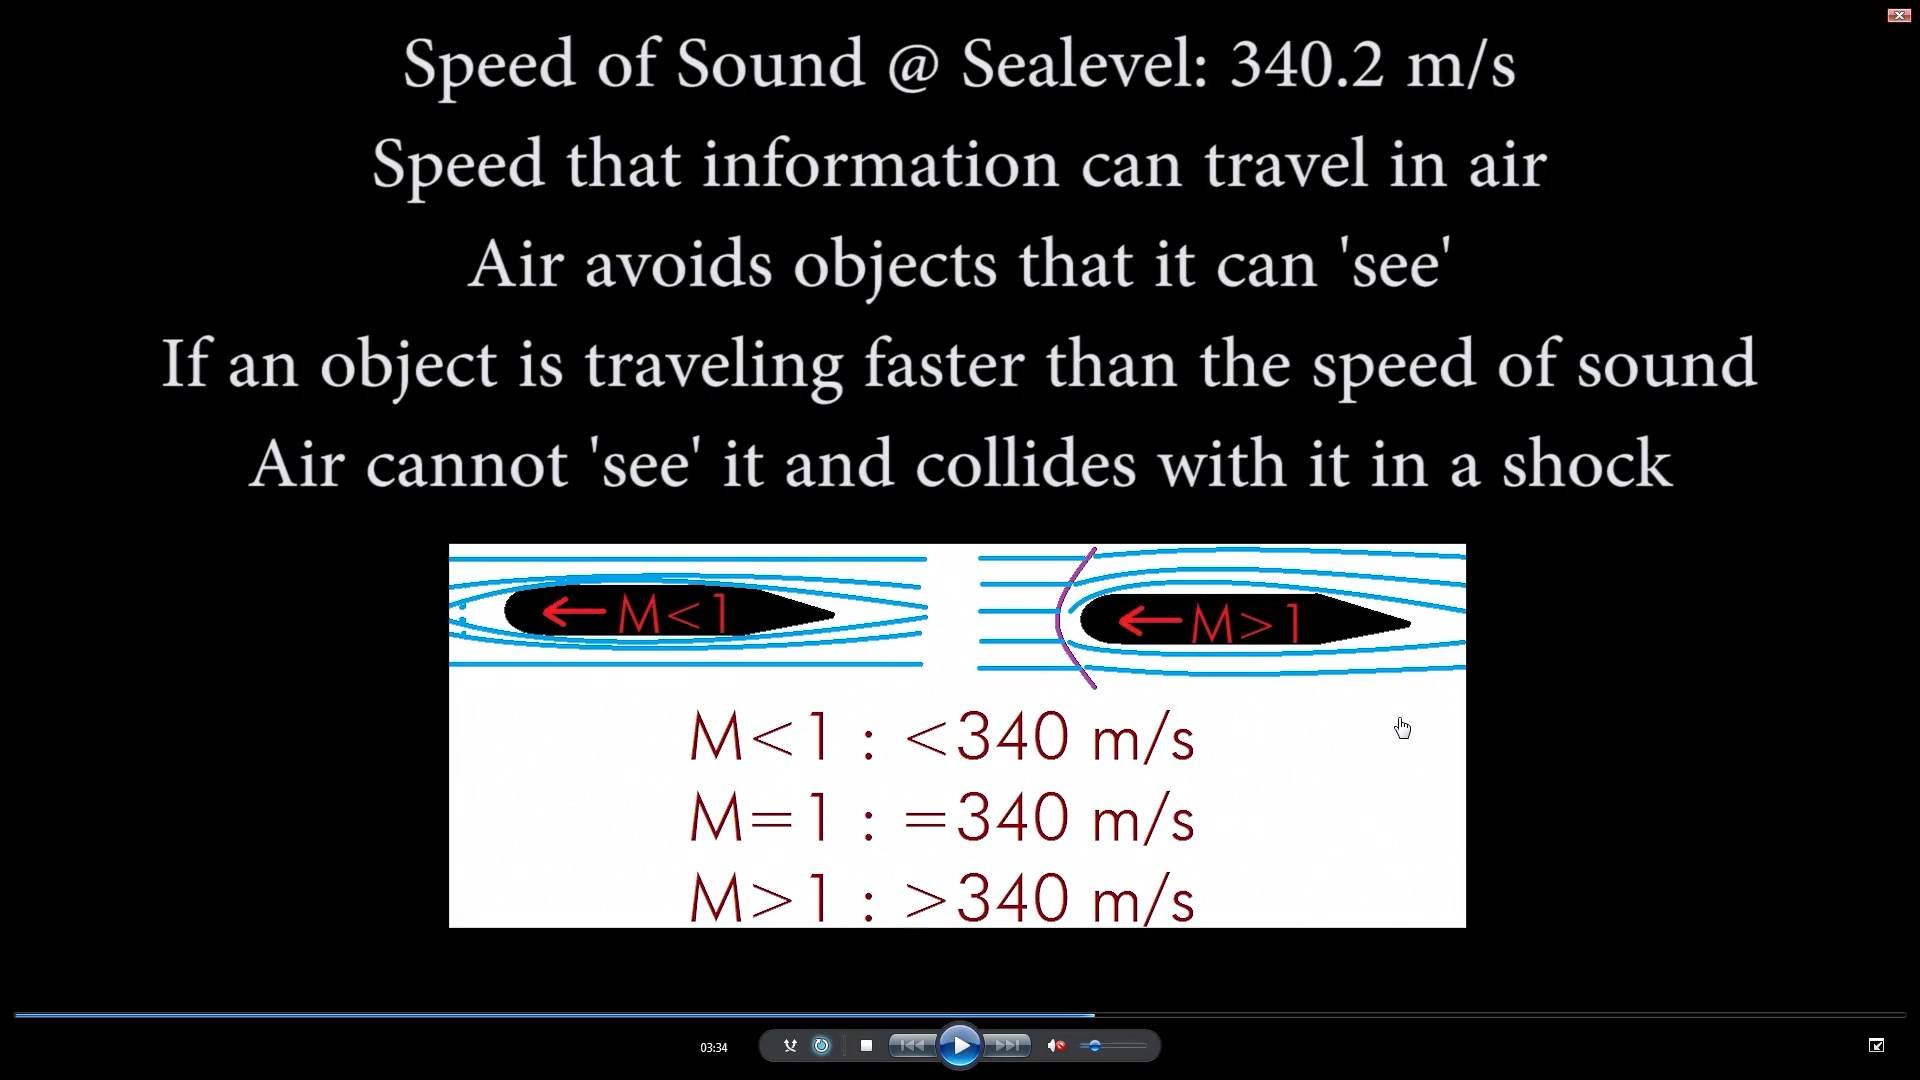 Speed of Sound @ Sealevel: 340.2 m/s
Speed that information can travel in air
Air avoids objects that it can 'see'
If an object is traveling faster than the speed of sound
Air cannot 'see' it and collides with it in a shock
M<1
M>1
M<1 : <340 m/s
M=1 : =340 m/s
M>1 : >340 m/s
03:34